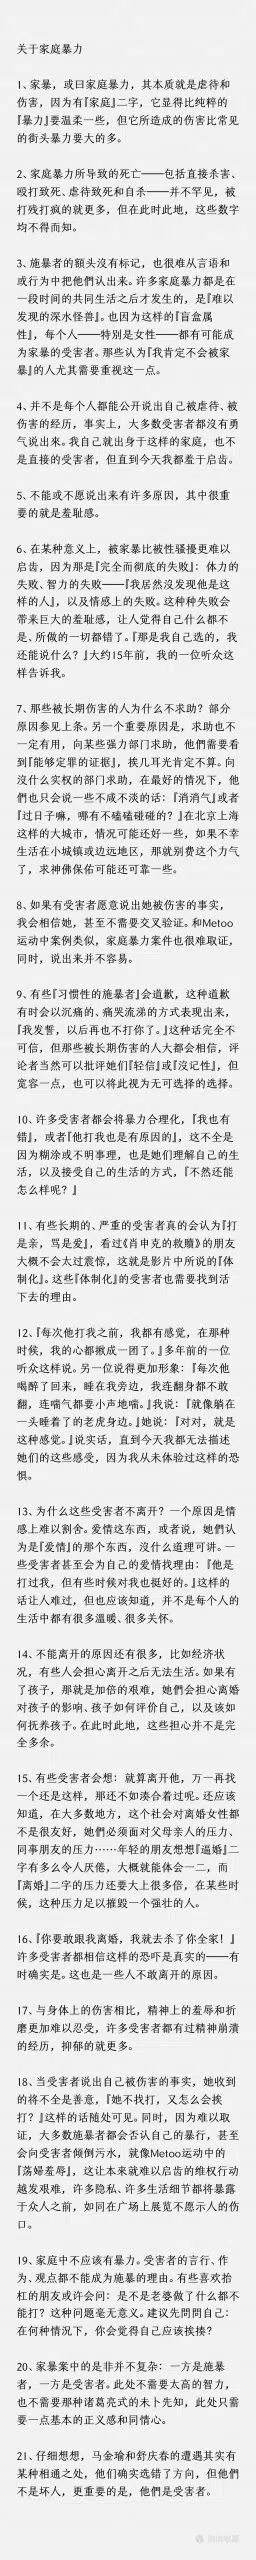 关于家庭暴力
1、家暴，或曰家庭暴力，其本质就是虐待和
伤害，因为有『家庭』二字，它显得比纯粹的
『暴力』要温柔一些，但它所造成的伤害比常见
的街头暴力要大的多。
2、家庭暴力所导致的死亡——包括直接杀害、
殴打致死、虐待致死和自杀——并不罕见，被
打残打疯的就更多，但在此时此地，这些数字
均不得而知。
3、施暴者的額头沒有标记，也很难从言语和
或行为中把他們认出来。许多家庭暴力都是在
一段时间的共同生活之后才发生的，是『难以
发现的深水怪兽』。也因为这样的『盲盒属
性』，每个人——特別是女性——都有可能成
为家暴的受害者。那些认为『我肯定不会被家
暴』的人尤其需要重视这一点。
4、并不是每个人都能公开说出自己被虐待、被
伤害的经历，事实上，大多数受害者都沒有勇
气说出来。我自己就出身于这样的家庭，也不
是直接的受害者，但直到今天我都羞于启齿。
5、不能或不愿说出来有许多原因，其中很重
要的就是羞耻感。
6、在某种意义上，被家暴比被性骚擾更难以
启齿，因为那是『完全而彻底的失败』：体力的
失败、智力的失败——『我居然沒发现他是这
样的人』，以及情感上的失败。这种种失败会
带来巨大的羞耻感，让人觉得自己什么都不
是、所做的一切都错了。『那是我自己选的，我
还能说什么？』大约15年前，我的一位听众这
样告诉我。
7、那些被长期伤害的人为什么不求助？部分
原因参见上条。另一个重要原因是，求助也不
一定有用，向某些强力部门求助，他們需要看
到『能够定罪的证据』，挨几耳光肯定不算。向
沒什么实权的部门求助，在最好的情况下，他
們也只会说一些不咸不淡的话：『消消气』或者
『过日子嘛，哪有不磕磕碰碰的？』在北京上海
这样的大城市，情况可能还好一些，如果不幸
生活在小城镇或边远地区，那就别费这个力气
了，求神佛保佑可能还可靠一些。
8、如果有受害者愿意说出她被伤害的事实，
我会相信她，甚至不需要交叉验证。和Metoo
运动中案例类似，家庭暴力案件也很难取证，
同时，说出来并不容易。
9、有些『习惯性的施暴者』会道歉，这种道歉
有时会以沉痛的、痛哭流涕的方式表现出来，
『我发誓，以后再也不打你了。』这种话完全不
可信，但那些被长期伤害的人大都会相信，评
论者当然可以批评她们『轻信』或『沒记性』，但
宽容一点，也可以将此视为无可选择的选择。
10、许多受害者都会将暴力合理化，『我也有
错』，或者『他打我也是有原因的』，这不全是
因为糊涂或不明事理，也是她们理解自己的生
活，以及接受自己的生活的方式，『不然还能
怎么样呢？』
11、有些长期的、严重的受害者真的会认为『打
是亲，骂是爱』，看过《肖申克的救贖》的朋友
大概不会太过震惊，这就是影片中所说的『体
制化』。这些『体制化』的受害者也需要找到活
下去的理由。
12、『每次他打我之前，我都有感觉，在那种
时候，我的心都揪成一团了。』多年前的一位
听众这样说。另一位说得更加形象：『每次他
喝醉了回来，睡在我旁边，我连翻身都不敢
翻，连喘气都要小声地喘。』我说：『就像躺在
一头睡着了的老虎身边。』她说：『对对，就是
这种感觉。』说实话，直到今天我都无法描述
她们的这些感受，因为我从未体验过这样的恐
惧。
13、为什么这些受害者不离开？一个原因是情
感上难以割舍。爱情这东西，或者说，她們认
为是『爱情』的那个东西，沒什么道理可讲。一
些受害者甚至会为自己的爱情找理由：『他是
打过我，但有些时候对我也挺好的。』这样的
话让人难过，但也应该知道，并不是每个人的
生活中都有很多溫暖、很多关怀。
14、不能离开的原因还有很多，比如经济状
况，有些人会担心离开之后无法生活。如果有
了孩子，那就是加倍的艰难，她們会担心离婚
对孩子的影响、孩子如何评价自己，以及该如
何抚养孩子。在此时此地，这些担心并不是完
全多余。
15、有些受害者会想：就算离开他，万一再找
一个还是这样，那还不如湊合着过呢。还应该
知道，在大多数地方，这个社会对离婚女性都
不是很友好，她們必须面对父母亲人的压力、
同事朋友的压力……年轻的朋友想想『逼婚』二
字有多么令人厌倦，大概就能体会一二，而
『离婚』二字的压力还要大上很多倍，在某些时
候，这种压力足以摧毀一个强壮的人。
16、『你要敢跟我离婚，我就去杀了你全家！』
许多受害者都相信这样的恐吓是真实的——有
时确实是。这也是一些人不敢离开的原因。
17、与身体上的伤害相比，精神上的羞辱和折
磨更加难以忍受，许多受害者都有过精神崩溃
的经历，抑郁的就更多。
18、当受害者说出自己被伤害的事实，她收到
的将不全是善意，『她不找打，又怎么会挨
打？』这样的话随处可见。同时，因为难以取
证，大多数施暴者都会否认自己的暴行，甚至
会向受害者倾倒污水，就像Metoo运动中的
『荡婦羞辱』，这让本来就难以启齿的维权行动
越发艰难，许多隐私、许多生活细节都将暴露
于众人之前，如同在广场上展览不愿示人的伤
口。
19、家庭中不应该有暴力。受害者的言行、作
为、观点都不能成为施暴的理由。有些喜欢抬
杠的朋友或许会问：是不是老婆做了什么都不
能打？这种问题毫无意义。建议先問問自己：
在何种情况下，你会觉得自己应该挨揍？
20、家暴案中的是非并不复杂：一方是施暴
者，一方是受害者。此处不需要太高的智力，
也不需要那种诸葛亮式的未卜先知，此处只需
要一点基本的正义感和同情心。
21、仔细想想，马金瑜和舒庆春的遭遇其实有
某种相通之处，他们确实选错了方向，但他們
不是坏人，更重要的是，他們是受害者。